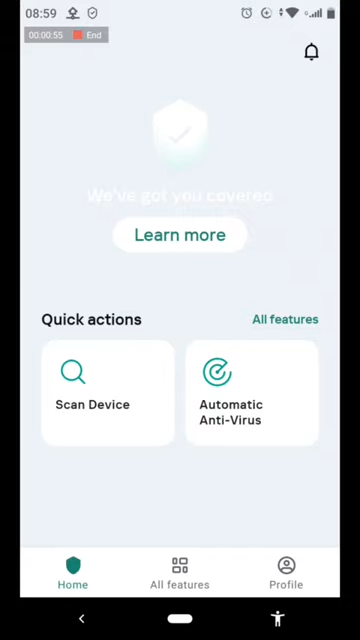 08:59
00:00:55 End
We've got you covered
Learn more
Quick actions
All features
Scan Device
Automatic
Anti-Virus
Home
All features
Profile